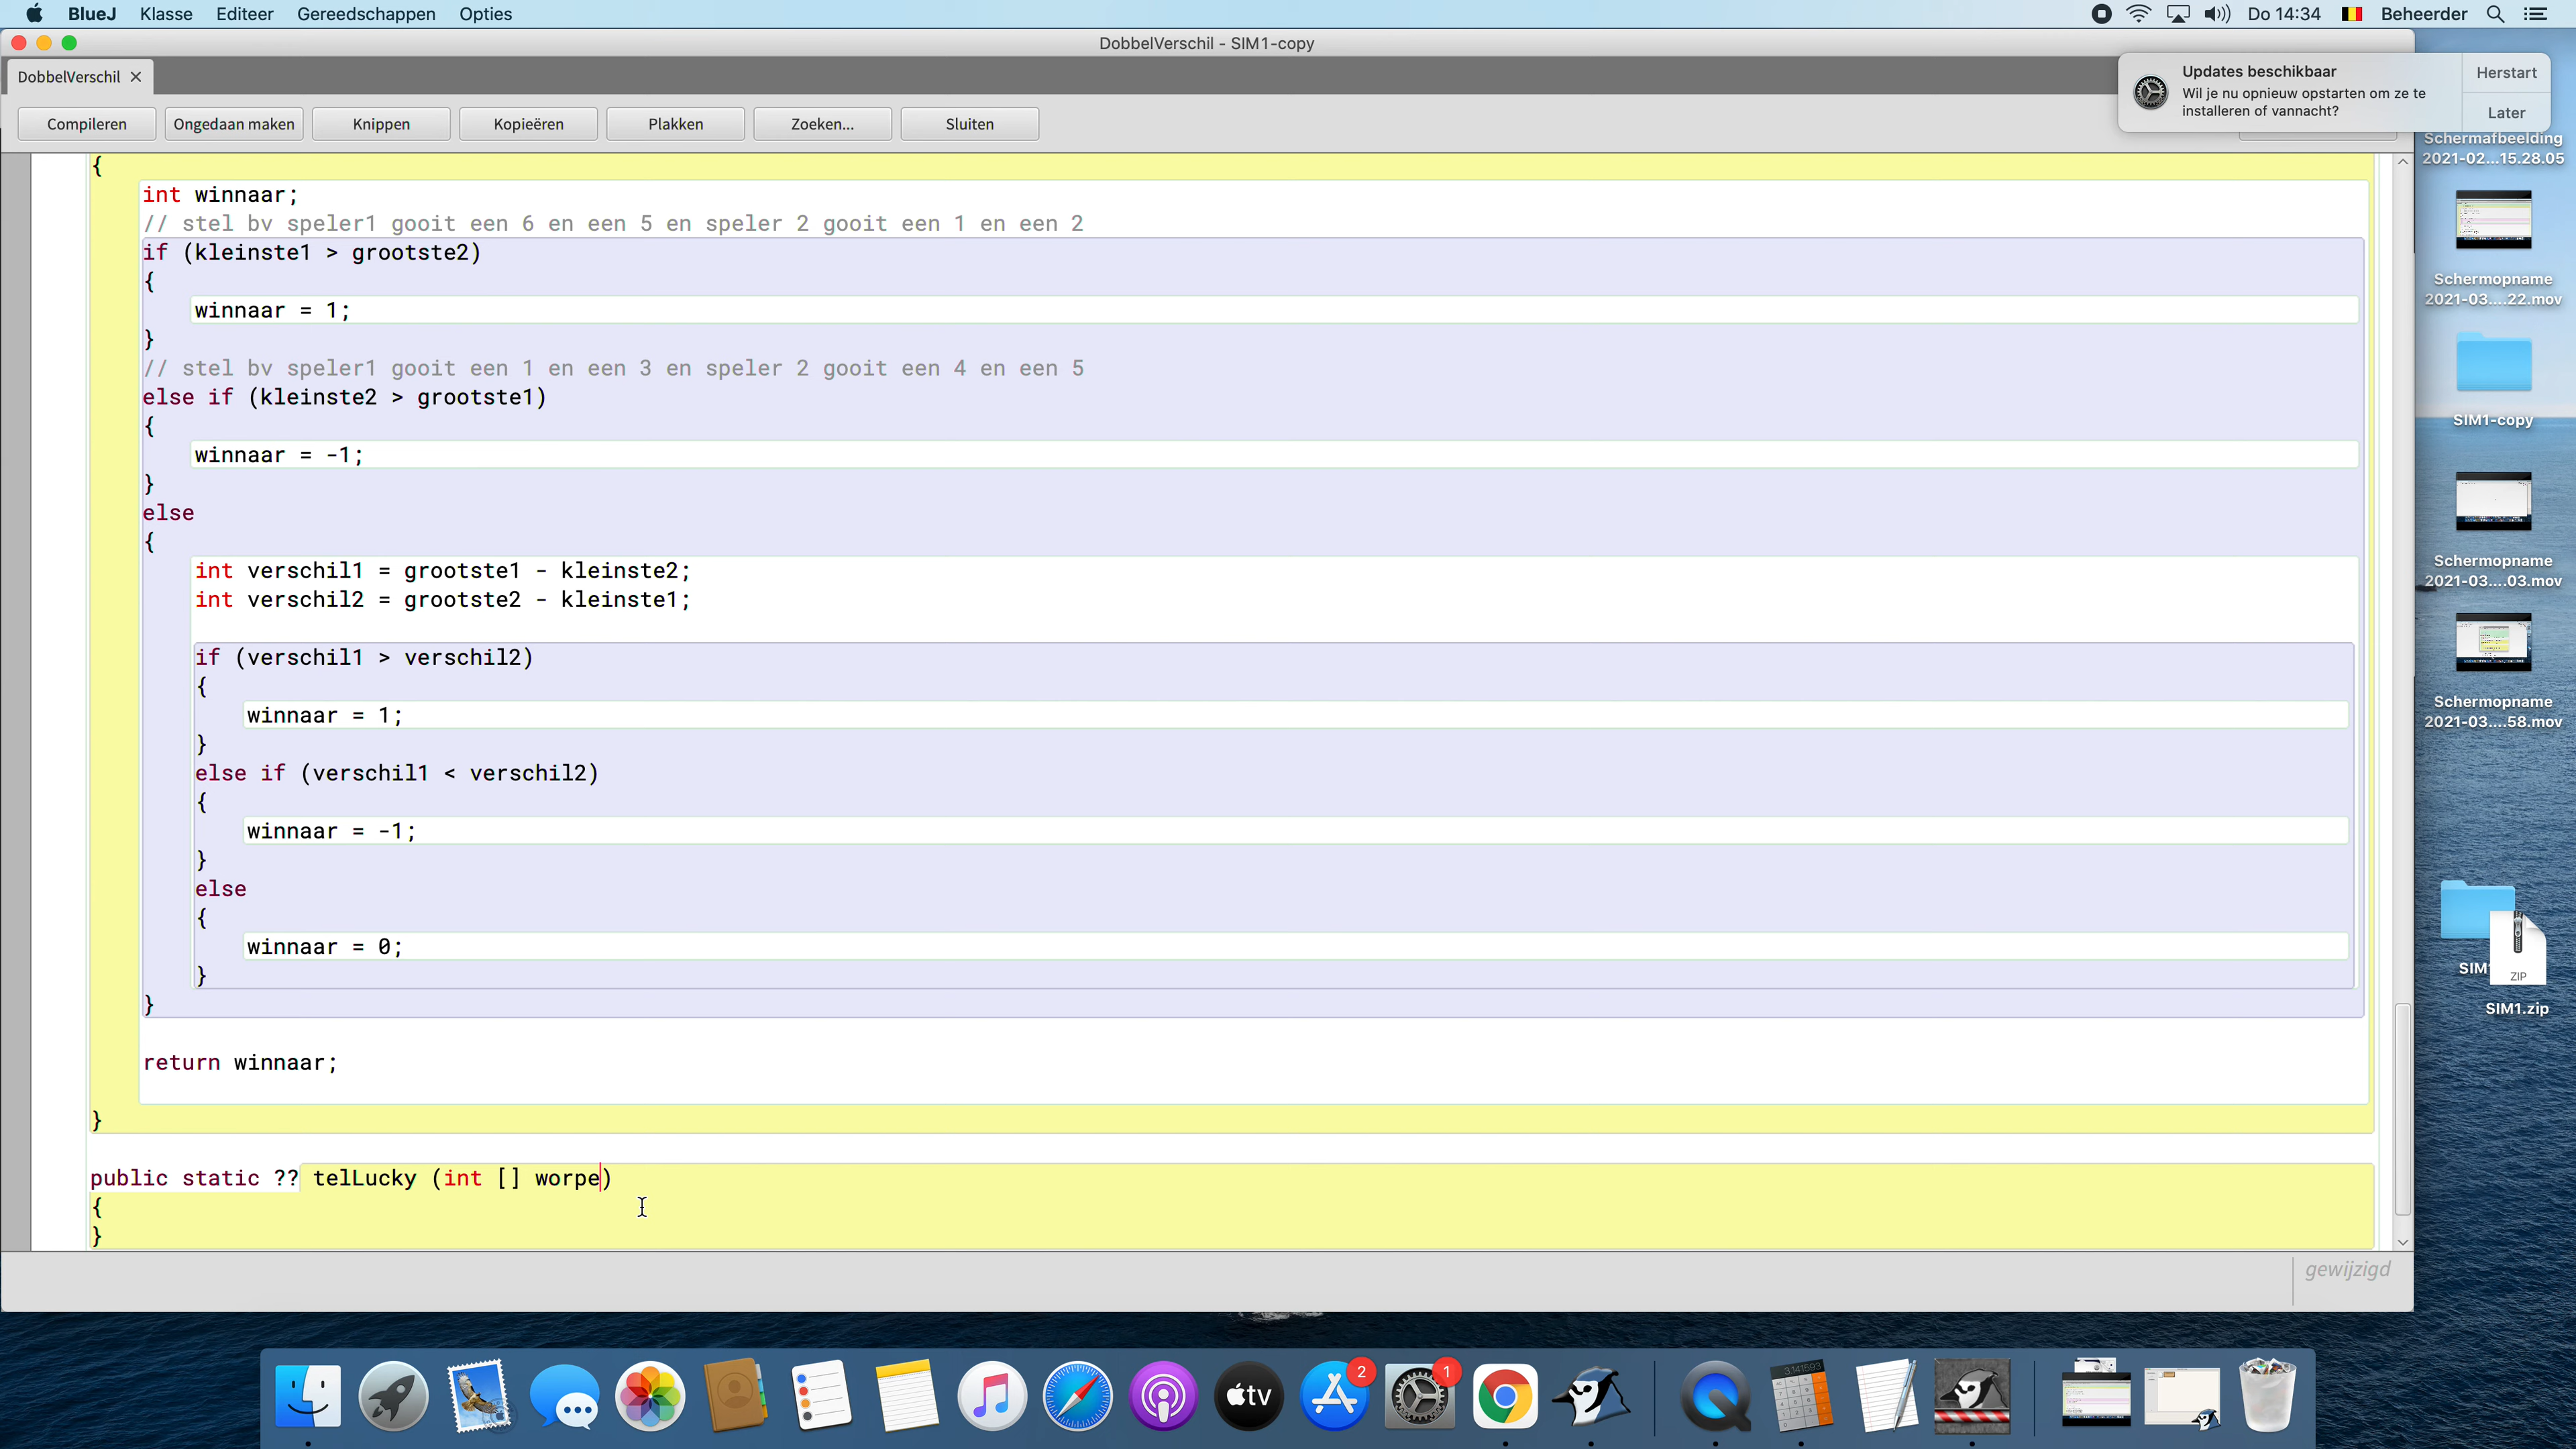 BlueJ Klasse Editeer Gereedschappen Opties
Do 14:34 Beheerder
DobbelVerschil - SIM1-copy
DobbelVerschil
Updates beschikbaar
Wil je nu opnieuw opstarten om ze te
installeren of vannacht?
Herstart
Later
Compileren Ongedaan maken Knippen Kopiëren Plakken Zoeken... Sluiten
{
int winnaar;
// stel bv speler1 gooit een 6 en een 5 en speler 2 gooit een 1 en een 2
if (kleinste1 > grootste2)
{
winnaar = 1;
}
// stel bv speler1 gooit een 1 en een 3 en speler 2 gooit een 4 en een 5
else if (kleinste2 > grootste1)
{
winnaar = -1;
}
else
{
int verschil1 = grootste1 - kleinste2;
int verschil2 = grootste2 - kleinste1;
if (verschil1 > verschil2)
{
winnaar = 1;
}
else if (verschil1 < verschil2)
{
winnaar = -1;
}
else
{
winnaar = 0;
}
}
return winnaar;
}
public static ?? telLucky (int [] worpe)
{
}
gewijzigd
Schermafbeelding
2021-02...15.28.05
Schermopname
2021-03....22.mov
SIM1-copy
Schermopname
2021-03....03.mov
Schermopname
2021-03....58.mov
SIM
ZIP
SIM1.zip
tv
2
1
3.141593